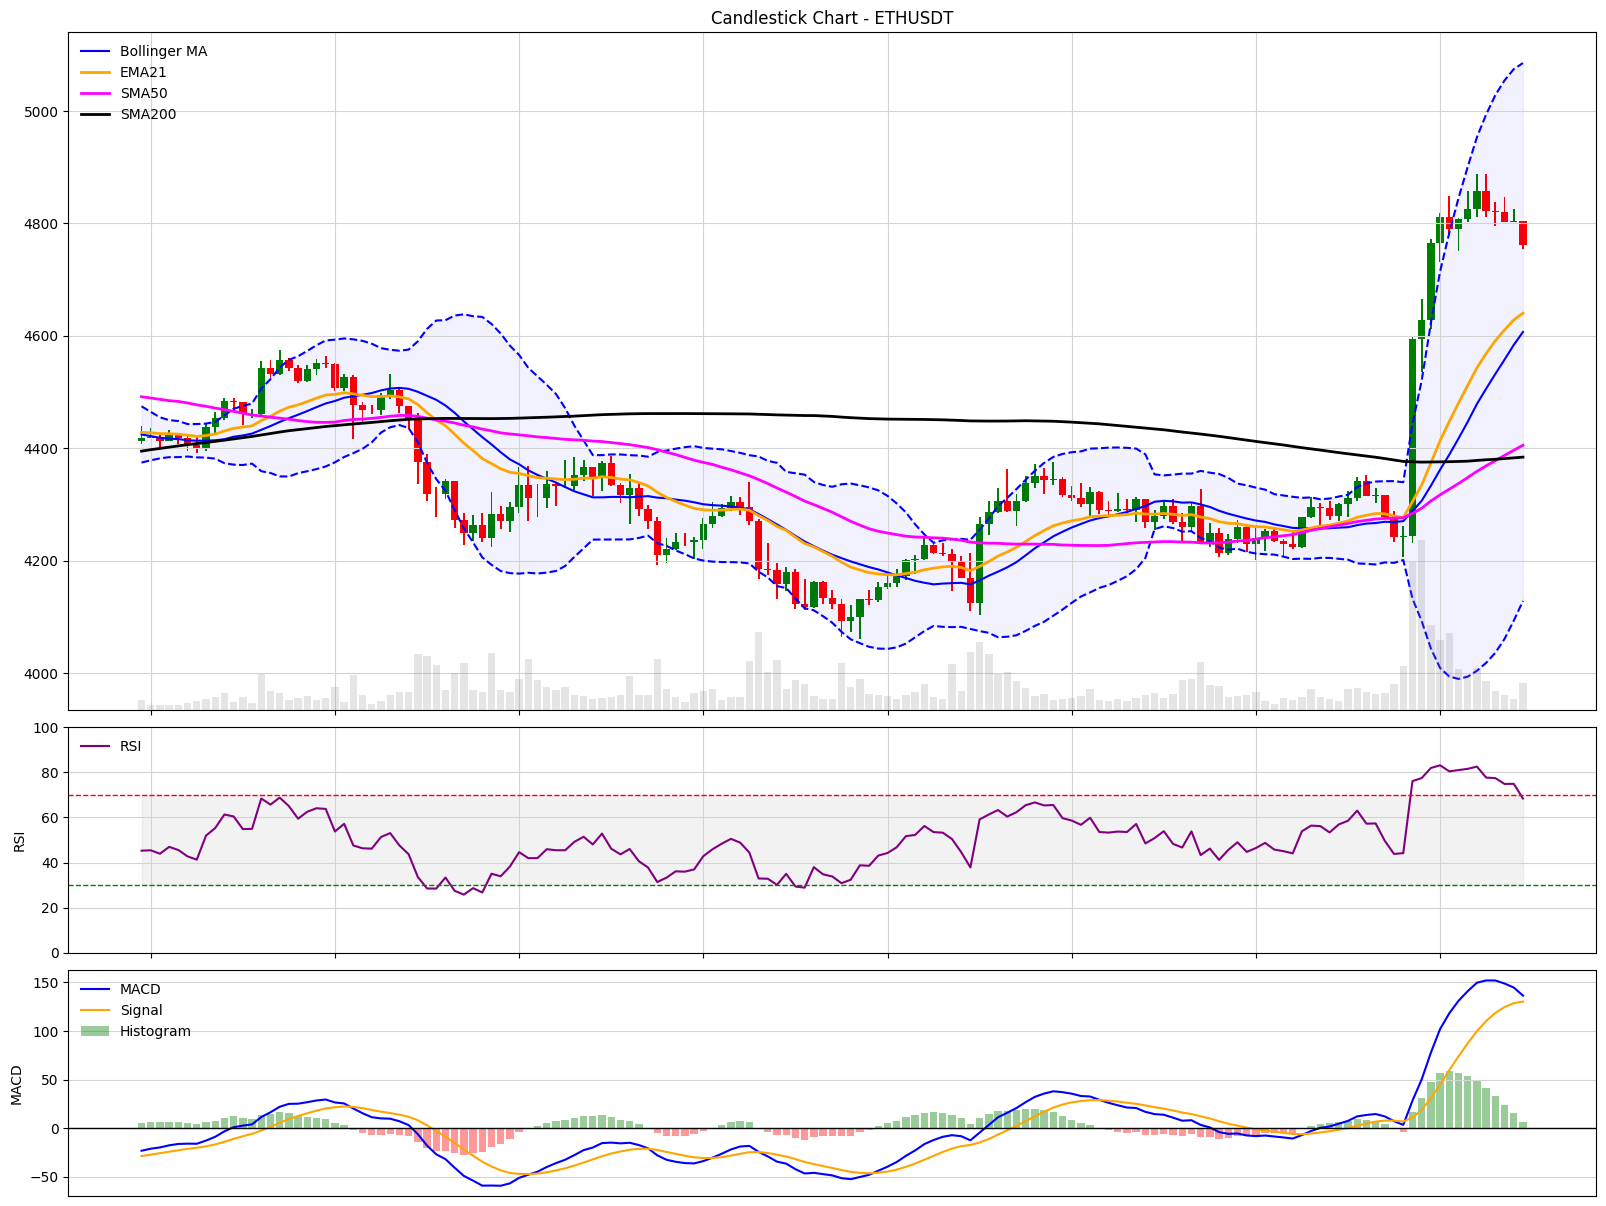 Candlestick Chart - ETHUSDT
Bollinger MA
EMA21
SMA50
SMA200
5000
4800
4600
4400
4200
4000
100
80
60
40
20
0
RSI
RSI
150
100
50
0
−50
MACD
MACD
Signal
Histogram